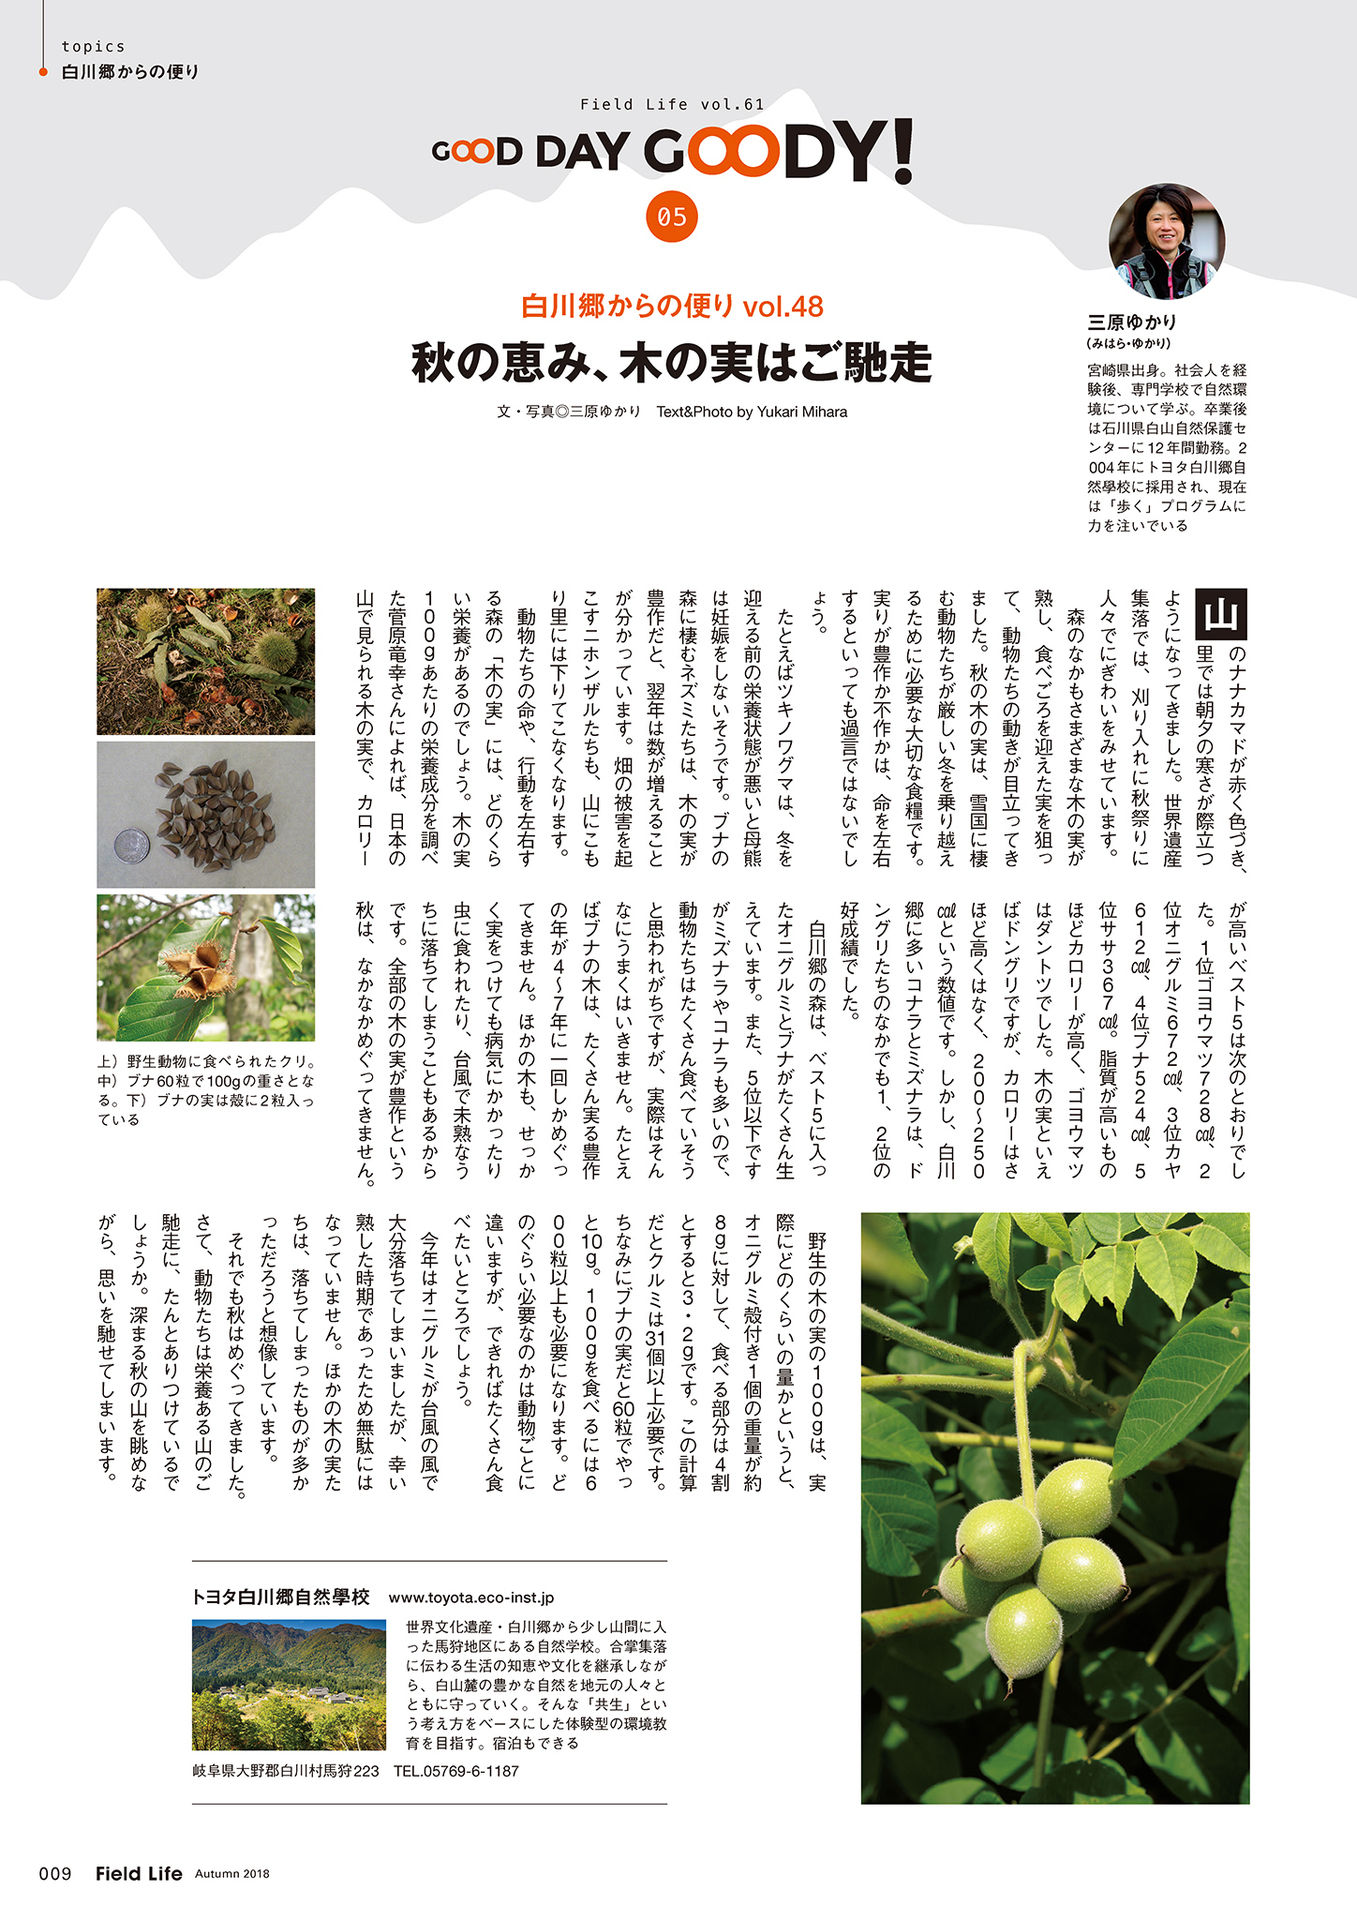 topics
白川郷からの便り
Field Life vol.61
GOOD DAY GOODY!
05
白川郷からの便り vol.48
秋の恵み、木の実はご馳走
文・写真◎三原ゆかり　Text&Photo by Yukari Mihara
三原ゆかり
（みはら・ゆかり）
宮崎県出身。社会人を経
験後、専門学校で自然環
境について学ぶ。卒業後
は石川県白山自然保護セ
ンターに12年間勤務。2
004年にトヨタ白川郷自
然學校に採用され、現在
は「歩く」プログラムに
力を注いでいる
山のナナカマドが赤く色づき、
里では朝夕の寒さが際立つ
ようになってきました。世界遺産
集落では、刈り入れに秋祭りに
人々でにぎわいをみせています。
森のなかもさまざまな木の実が
熟し、食べごろを迎えた実を狙っ
て、動物たちの動きが目立ってき
ました。秋の木の実は、雪国に棲
む動物たちが厳しい冬を乗り越え
るために必要な大切な食糧です。
実りが豊作か不作かは、命を左右
するといっても過言ではないでし
ょう。
たとえばツキノワグマは、冬を
迎える前の栄養状態が悪いと母熊
は妊娠をしないそうです。ブナの
森に棲むネズミたちは、木の実が
豊作だと、翌年は数が増えること
が分かっています。畑の被害を起
こすニホンザルたちも、山にこも
り里には下りてこなくなります。
動物たちの命や、行動を左右す
る森の「木の実」には、どのくら
い栄養があるのでしょう。木の実
100gあたりの栄養成分を調べ
た菅原竜幸さんによれば、日本の
山で見られる木の実で、カロリー
が高いベスト5は次のとおりでし
た。1位ゴヨウマツ728㎈、2
位オニグルミ672㎈、3位カヤ
612㎈、4位ブナ524㎈、5
位ササ367㎈。脂質が高いもの
ほどカロリーが高く、ゴヨウマツ
はダントツでした。木の実といえ
ばドングリですが、カロリーはさ
ほど高くはなく、200〜250
㎈という数値です。しかし、白川
郷に多いコナラとミズナラは、ド
ングリたちのなかでも1、2位の
好成績でした。
白川郷の森は、ベスト5に入っ
たオニグルミとブナがたくさん生
えています。また、5位以下です
がミズナラやコナラも多いので、
動物たちはたくさん食べていそう
と思われがちですが、実際はそん
なにうまくはいきません。たとえ
ばブナの木は、たくさん実る豊作
の年が4〜7年に一回しかめぐっ
てきません。ほかの木も、せっか
く実をつけても病気にかかったり
虫に食われたり、台風で未熟なう
ちに落ちてしまうこともあるから
です。全部の木の実が豊作という
秋は、なかなかめぐってきません。
野生の木の実の100gは、実
際にどのくらいの量かというと、
オニグルミ殻付き1個の重量が約
8gに対して、食べる部分は4割
とすると3・2gです。この計算
だとクルミは31個以上必要です。
ちなみにブナの実だと60粒でやっ
と10g。100gを食べるには6
00粒以上も必要になります。ど
のぐらい必要なのかは動物ごとに
違いますが、できればたくさん食
べたいところでしょう。
今年はオニグルミが台風の風で
大分落ちてしまいましたが、幸い
熟した時期であったため無駄には
なっていません。ほかの木の実た
ちは、落ちてしまったものが多か
っただろうと想像しています。
それでも秋はめぐってきました。
さて、動物たちは栄養ある山のご
馳走に、たんとありつけているで
しょうか。深まる秋の山を眺めな
がら、思いを馳せてしまいます。
上）野生動物に食べられたクリ。
中）ブナ60粒で100gの重さとな
る。下）ブナの実は殻に2粒入っ
ている
トヨタ白川郷自然學校　www.toyota.eco-inst.jp
世界文化遺産・白川郷から少し山間に入
った馬狩地区にある自然学校。合掌集落
に伝わる生活の知恵や文化を継承しなが
ら、白山麓の豊かな自然を地元の人々と
ともに守っていく。そんな「共生」とい
う考え方をベースにした体験型の環境教
育を目指す。宿泊もできる
岐阜県大野郡白川村馬狩223　TEL.05769-6-1187
009 Field Life Autumn 2018